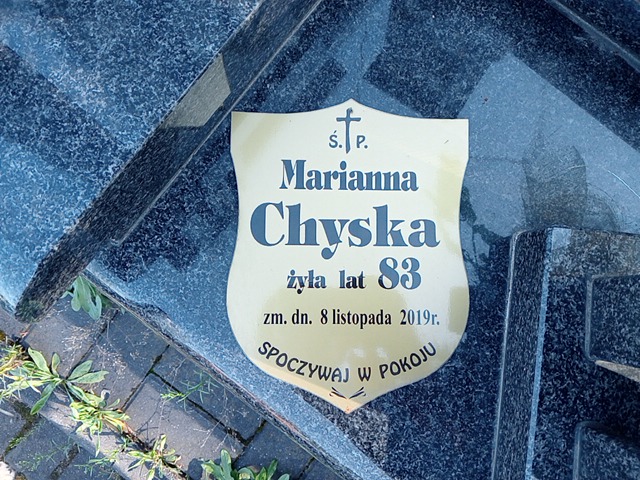 Ś. P.
Marianna
Chyska
żyła lat 83
zm. dn. 8 listopada 2019r.
SPOCZYWAJ W POKOJU